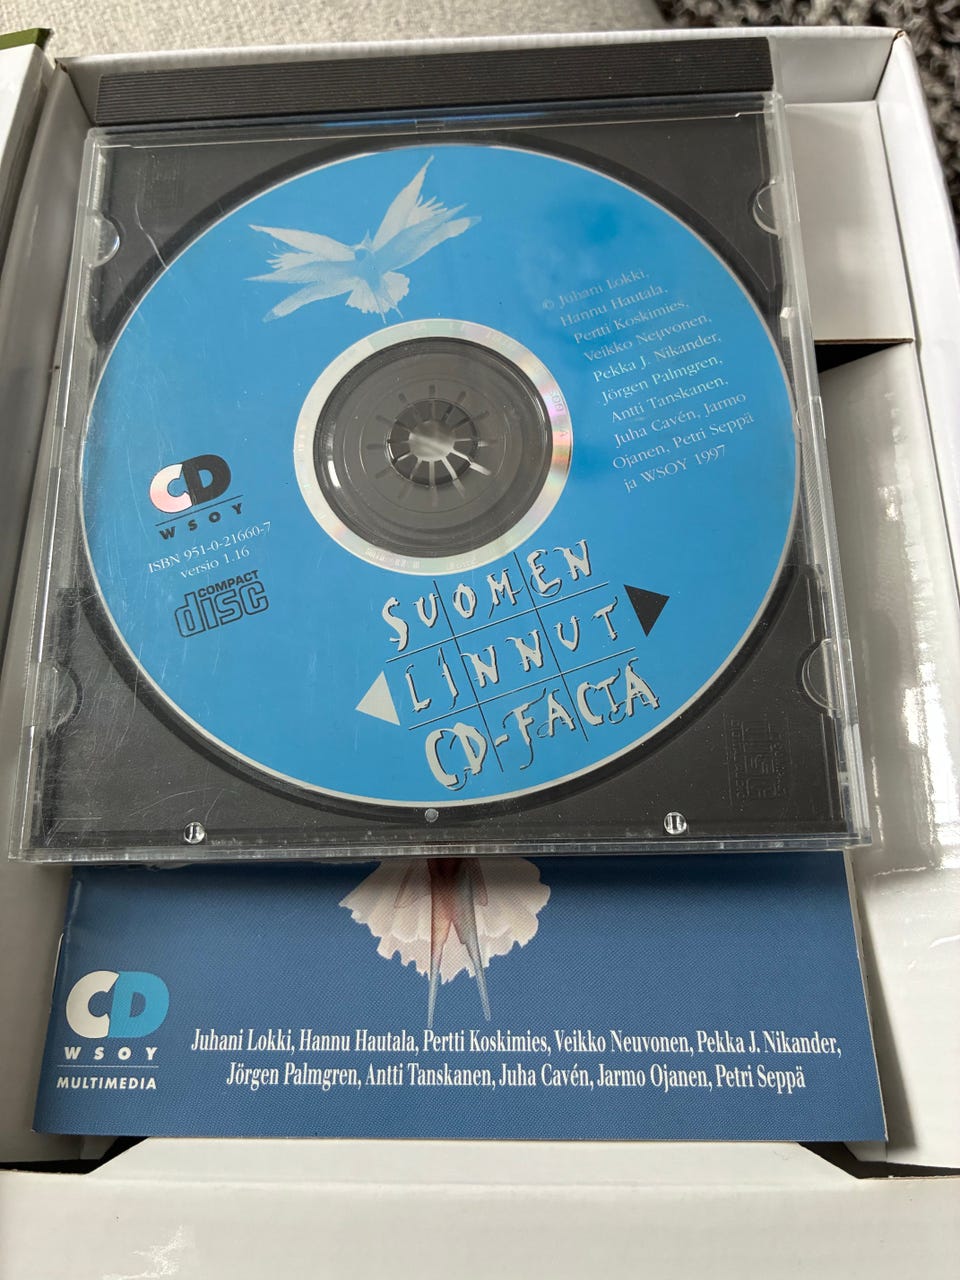 © Juhani Lokki,
Hannu Hautala,
Pertti Koskimies,
Veikko Neuvonen,
Pekka J. Nikander,
Jörgen Palmgren,
Antti Tanskanen,
Juha Cavén, Jarmo
Ojanen, Petri Seppä
ja WSOY 1997
CD
WSOY
ISBN 951-0-21660-7
versio 1.16
COMPACT
disc
SUOMEN
LINNUT
CD-FACTA
CD
WSOY
MULTIMEDIA
Juhani Lokki, Hannu Hautala, Pertti Koskimies, Veikko Neuvonen, Pekka J. Nikander,
Jörgen Palmgren, Antti Tanskanen, Juha Cavén, Jarmo Ojanen, Petri Seppä